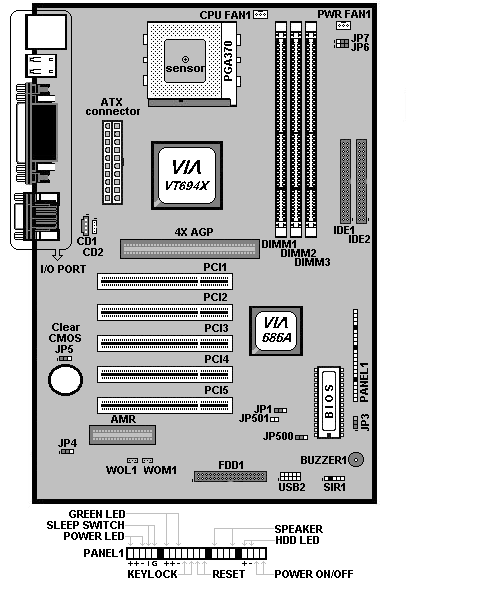 CPU FAN1
PWR FAN1
JP7
JP6
sensor
PGA370
ATX
connector
VIA
VT694X
IDE1
IDE2
CD1
CD2
4X AGP
DIMM1
DIMM2
DIMM3
I/O PORT
PCI1
PCI2
PCI3
PCI4
PCI5
VIA
686A
Clear
CMOS
JP5
PANEL1
BIOS
JP1
JP501
JP3
AMR
JP4
JP500
WOL1
WOM1
FDD1
BUZZER1
USB2
SIR1
GREEN LED
SLEEP SWITCH
POWER LED
SPEAKER
HDD LED
PANEL1
++-IG ++- +-
KEYLOCK
RESET
POWER ON/OFF